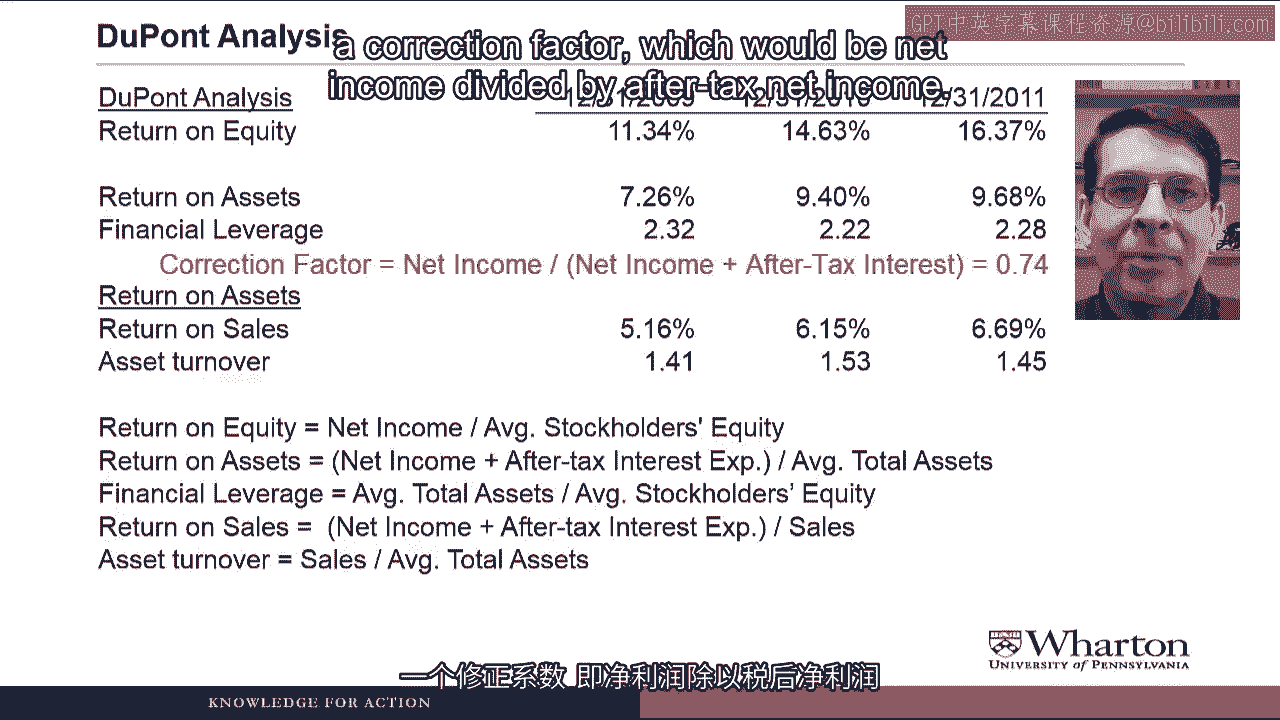 GPT中英字幕课程资源@bilibili.com
DuPont Analysis
a correction factor, which would be net
income divided by after-tax net income.
DuPont Analysis 12/31/2009 12/31/2010 12/31/2011
Return on Equity 11.34% 14.63% 16.37%
Return on Assets 7.26% 9.40% 9.68%
Financial Leverage 2.32 2.22 2.28
Correction Factor = Net Income / (Net Income + After-Tax Interest) = 0.74
Return on Assets
Return on Sales 5.16% 6.15% 6.69%
Asset turnover 1.41 1.53 1.45
Return on Equity = Net Income / Avg. Stockholders' Equity
Return on Assets = (Net Income + After-tax Interest Exp.) / Avg. Total Assets
Financial Leverage = Avg. Total Assets / Avg. Stockholders’ Equity
Return on Sales = (Net Income + After-tax Interest Exp.) / Sales
Asset turnover = Sales / Avg. Total Assets
Wharton
UNIVERSITY of PENNSYLVANIA
一个修正系数 即净利润除以税后净利润
KNOWLEDGE FOR ACTION